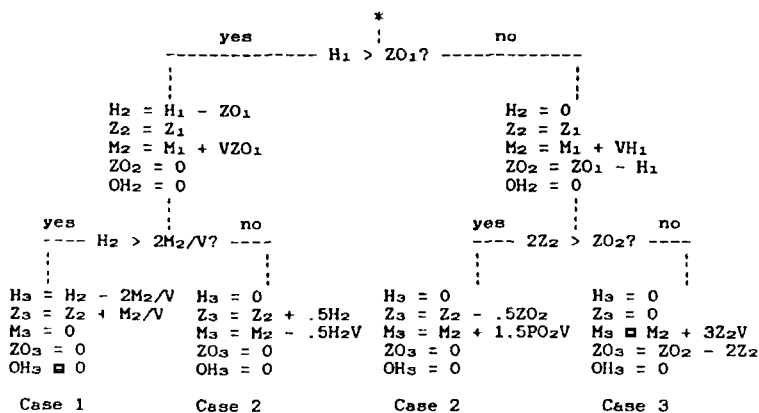 *
yes no
H₁ > ZO₁?
H₂ = H₁ - ZO₁ H₂ = 0
Z₂ = Z₁ Z₂ = Z₁
M₂ = M₁ + VZO₁ M₂ = M₁ + VH₁
ZO₂ = 0 ZO₂ = ZO₁ - H₁
OH₂ = 0 OH₂ = 0
yes no yes no
H₂ > 2M₂/V? 2Z₂ > ZO₂?
H₃ = H₂ - 2M₂/V H₃ = 0 H₃ = 0 H₃ = 0
Z₃ = Z₂ + M₂/V Z₃ = Z₂ + .5H₂ Z₃ = Z₂ - .5ZO₂ Z₃ = 0
M₃ = 0 M₃ = M₂ - .5H₂V M₃ = M₂ + 1.5PO₂V M₃ = M₂ + 3Z₂V
ZO₃ = 0 ZO₃ = 0 ZO₃ = 0 ZO₃ = ZO₂ - 2Z₂
OH₃ = 0 OH₃ = 0 OH₃ = 0 OH₃ = 0
Case 1 Case 2 Case 2 Case 3